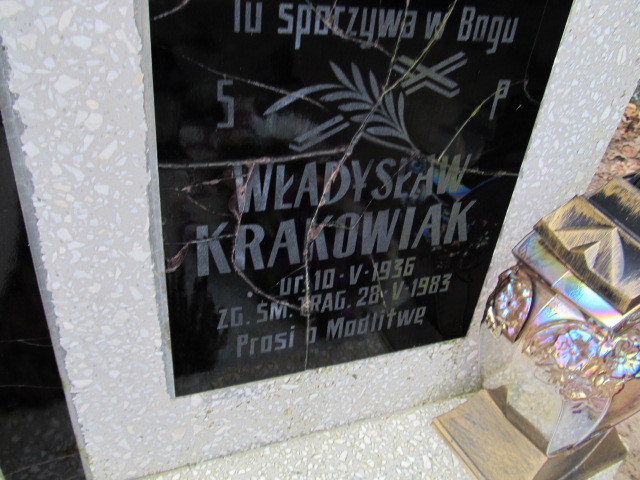 Tu spoczywa w Bogu
Ś P
WŁADYSŁAW
KRAKOWIAK
ur. 10 · V · 1936
ZG. ŚM. TRAG. 28 · V · 1983
Prosi o Modlitwę